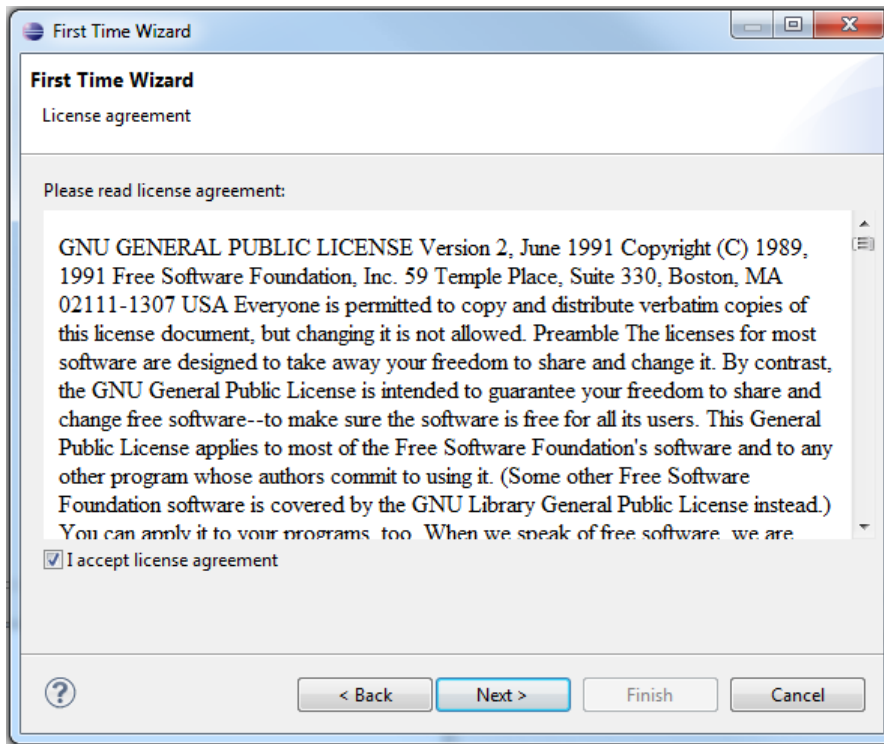 First Time Wizard
First Time Wizard
License agreement
Please read license agreement:
GNU GENERAL PUBLIC LICENSE Version 2, June 1991 Copyright (C) 1989,
1991 Free Software Foundation, Inc. 59 Temple Place, Suite 330, Boston, MA
02111-1307 USA Everyone is permitted to copy and distribute verbatim copies of
this license document, but changing it is not allowed. Preamble The licenses for most
software are designed to take away your freedom to share and change it. By contrast,
the GNU General Public License is intended to guarantee your freedom to share and
change free software--to make sure the software is free for all its users. This General
Public License applies to most of the Free Software Foundation's software and to any
other program whose authors commit to using it. (Some other Free Software
Foundation software is covered by the GNU Library General Public License instead.)
You can apply it to your programs, too. When we speak of free software, we are
I accept license agreement
? < Back Next > Finish Cancel